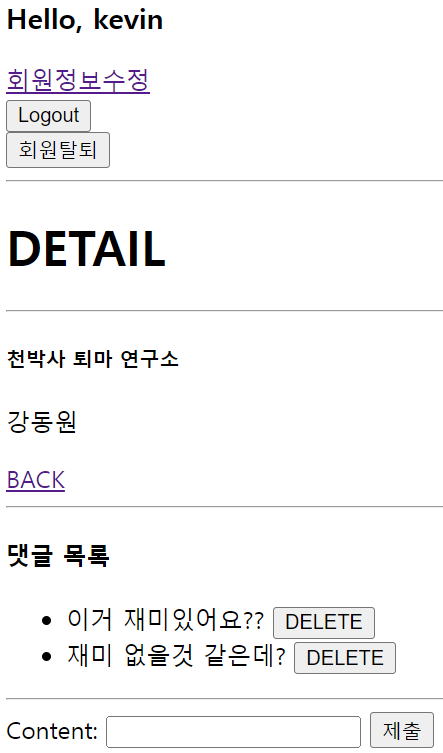 Hello, kevin
회원정보수정
Logout
회원탈퇴
DETAIL
천박사 퇴마 연구소
강동원
BACK
댓글 목록
이거 재미있어요?? DELETE
재미 없을것 같은데? DELETE
Content: 제출